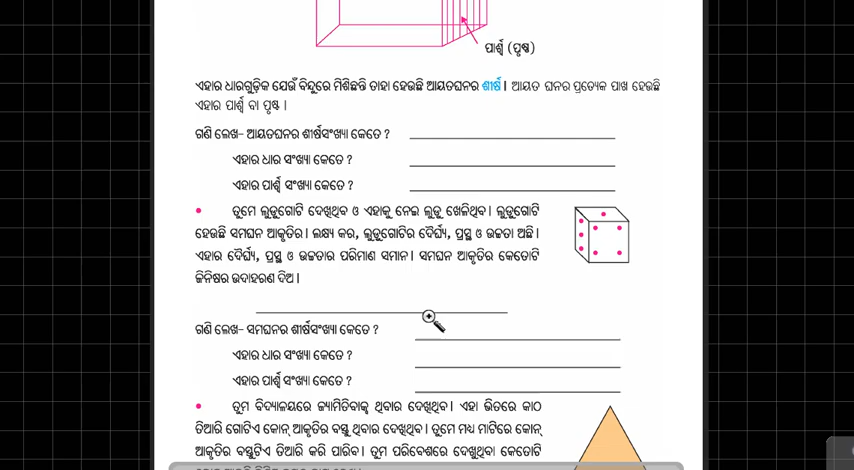 ପାର୍ଶ୍ୱ (ପୃଷ୍ଠ)
ଏହାର ଧାରଗୁଡ଼ିକ ଯେଉଁ ବିନ୍ଦୁରେ ମିଶିଛନ୍ତି ତାହା ହେଉଛି ଆୟତଘନର ଶୀର୍ଷ। ଆୟତ ଘନର ପ୍ରତ୍ୟେକ ପାଖ ହେଉଛି
ଏହାର ପାର୍ଶ୍ୱ ବା ପୃଷ୍ଠ ।
ଗଣି ଲେଖ- ଆୟତଘନର ଶୀର୍ଷସଂଖ୍ୟା କେତେ ?
ଏହାର ଧାର ସଂଖ୍ୟା କେତେ ?
ଏହାର ପାର୍ଶ୍ୱ ସଂଖ୍ୟା କେତେ ?
• ତୁମେ ଲୁଡୁଗୋଟି ଦେଖିଥିବ ଓ ଏହାକୁ ନେଇ ଲୁଡୁ ଖେଳିଥିବ। ଲୁଡୁଗୋଟି
ହେଉଛି ସମଘନ ଆକୃତିର। ଲକ୍ଷ୍ୟ କର, ଲୁଡୁଗୋଟିର ଦୈର୍ଘ୍ୟ, ପ୍ରସ୍ଥ ଓ ଉଚ୍ଚତା ଅଛି।
ଏହାର ଦୈର୍ଘ୍ୟ, ପ୍ରସ୍ଥ ଓ ଉଚ୍ଚତାର ପରିମାଣ ସମାନ। ସମଘନ ଆକୃତିର କେତୋଟି
ଜିନିଷର ଉଦାହରଣ ଦିଅ।
ଗଣି ଲେଖ- ସମଘନର ଶୀର୍ଷସଂଖ୍ୟା କେତେ ?
ଏହାର ଧାର ସଂଖ୍ୟା କେତେ ?
ଏହାର ପାର୍ଶ୍ୱ ସଂଖ୍ୟା କେତେ ?
• ତୁମ ବିଦ୍ୟାଳୟରେ ଜ୍ୟାମିତିବାକ୍ସ ଥିବାର ଦେଖିଥିବ। ଏହା ଭିତରେ କାଠ
ତିଆରି ଗୋଟିଏ କୋନ୍ ଆକୃତିର ବସ୍ତୁ ଥିବାର ଦେଖିଥିବ। ତୁମେ ମଧ୍ୟ ମାଟିରେ କୋନ୍
ଆକୃତିର ବସ୍ତୁଟିଏ ତିଆରି କରି ପାରିବ। ତୁମ ପରିବେଶରେ ଦେଖୁଥିବା କେତୋଟି